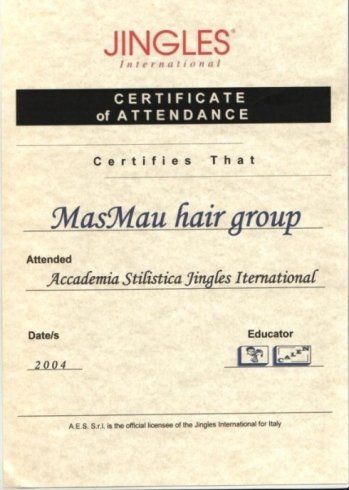 JINGLES®
International
CERTIFICATE
of ATTENDANCE
Certifies That
MasMau hair group
Attended
Accademia Stilistica Jingles Iternational
Date/s
Educator
2004
CALEN
A.E.S. S.r.l. is the official licensee of the Jingles International for Italy